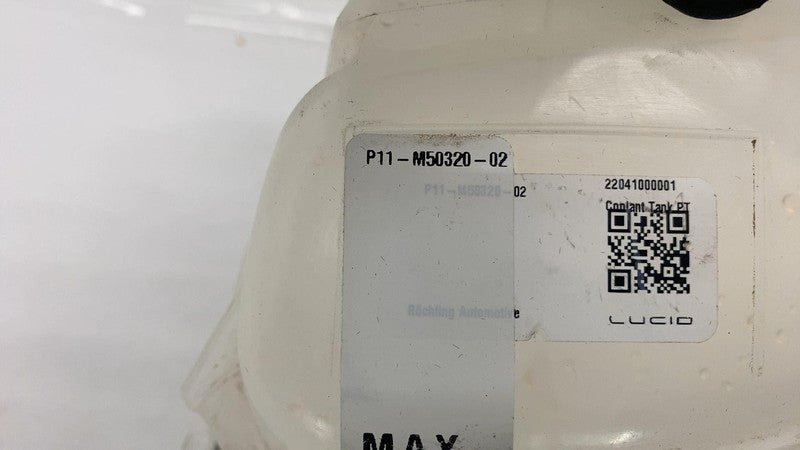 P11-M50320-02
P11-M50320-02
22041000001
Coolant Tank PT
Röchling Automotive
LUCID
MAX